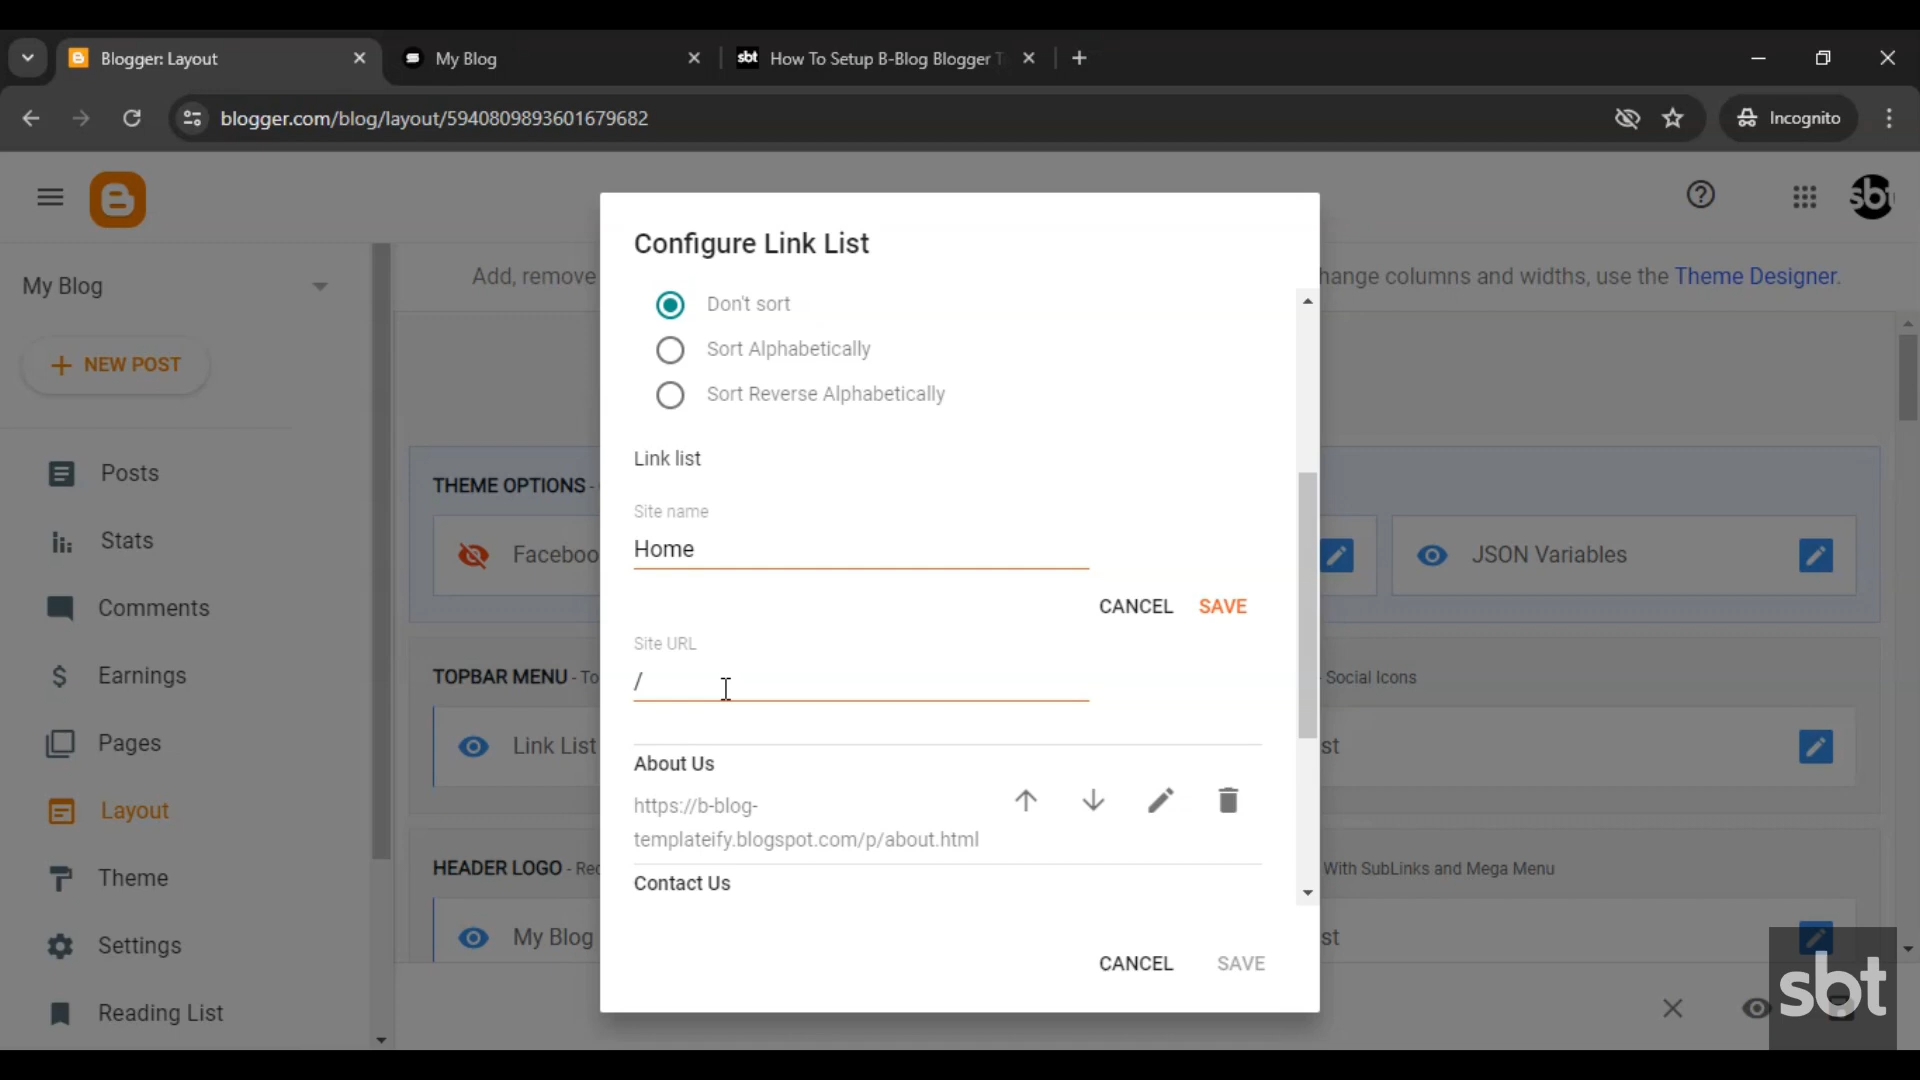 Blogger: Layout
My Blog
sbt
How To Setup B-Blog Blogger T
blogger.com/blog/layout/5940809893601679682
Incognito
sbt
My Blog
NEW POST
Posts
Stats
Comments
Earnings
Pages
Layout
Theme
Settings
Reading List
Add, remove
hange columns and widths, use the Theme Designer.
THEME OPTIONS -
Faceboo
JSON Variables
TOPBAR MENU - To
Social Icons
Link List
st
HEADER LOGO - Rec
With SubLinks and Mega Menu
My Blog
st
Configure Link List
Don't sort
Sort Alphabetically
Sort Reverse Alphabetically
Link list
Site name
Home
CANCEL SAVE
Site URL
/
About Us
https://b-blog-
templateify.blogspot.com/p/about.html
Contact Us
CANCEL SAVE
sbt